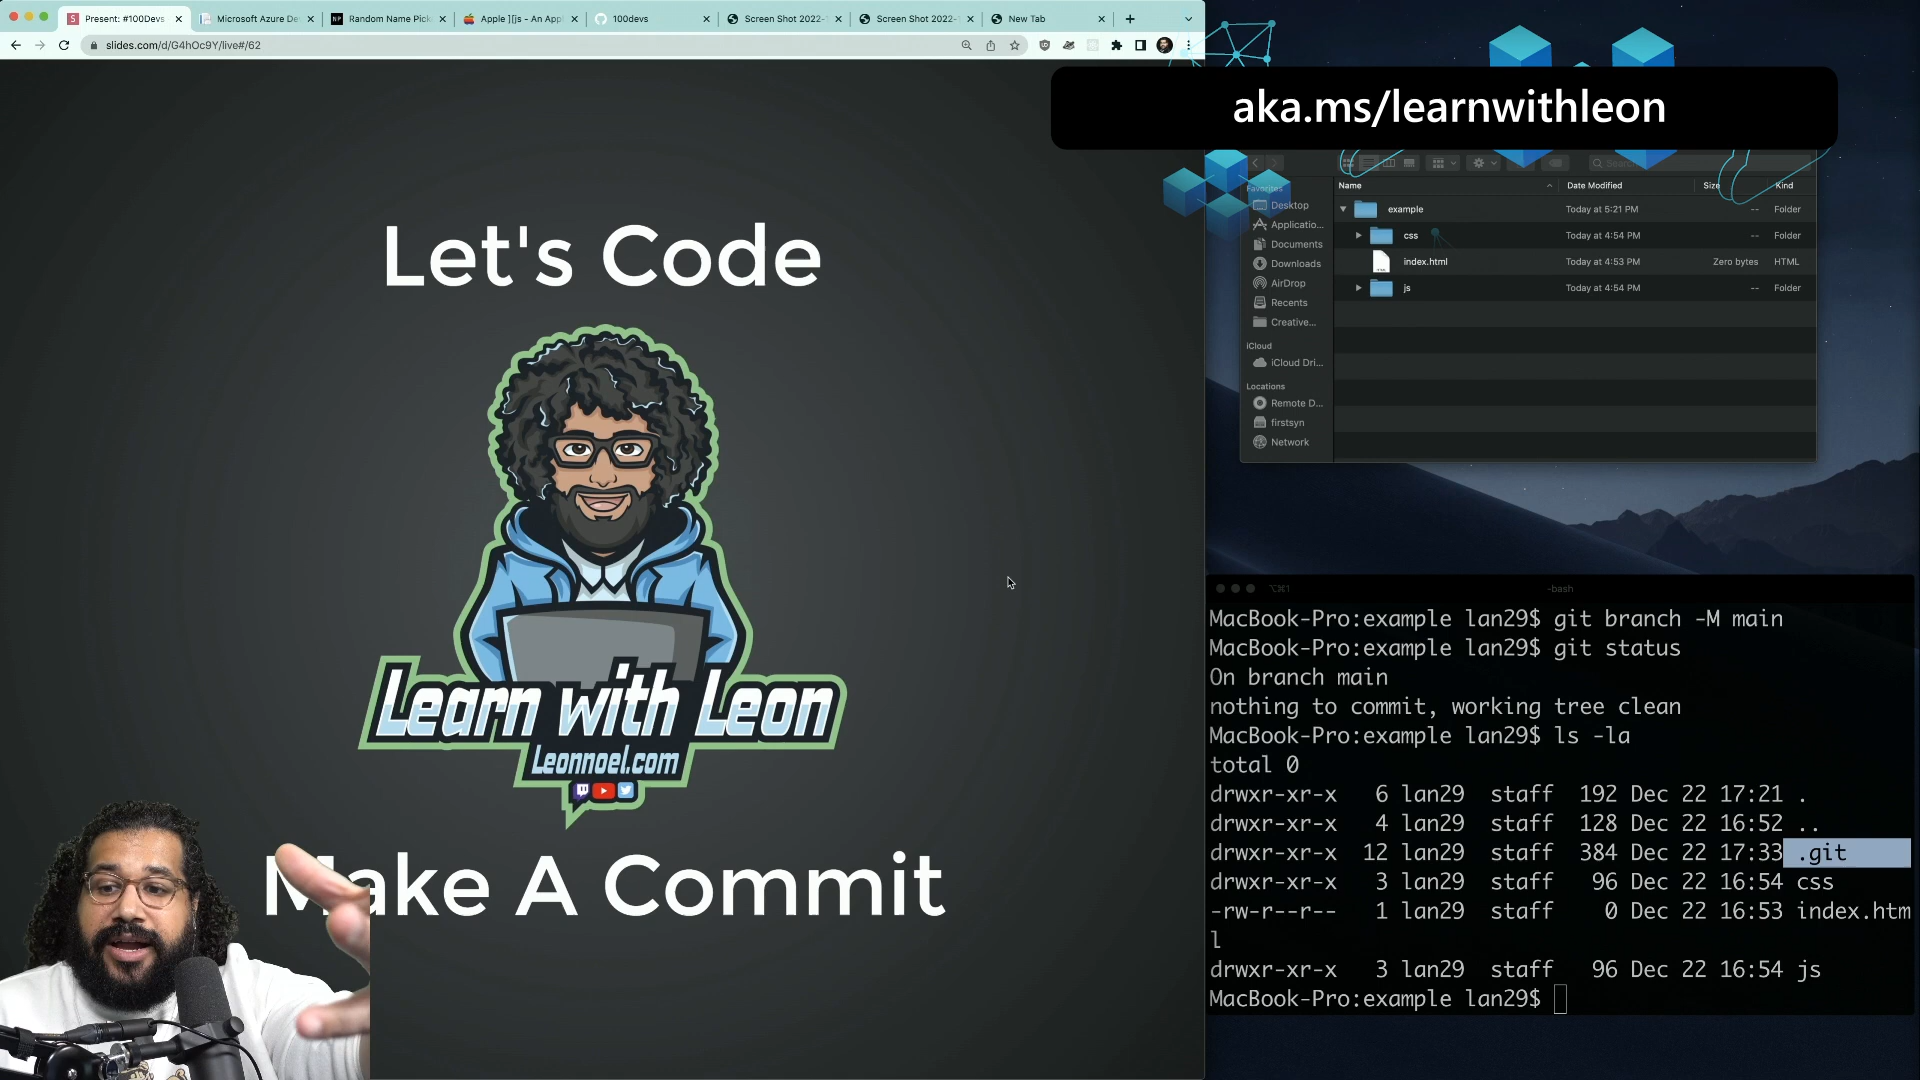 Present: #100Devs
Microsoft Azure De
Random Name Pick
Apple ][js - An App
100devs
Screen Shot 2022-1
Screen Shot 2022-
New Tab
slides.com/d/G4hOc9Y/live#/62
aka.ms/learnwithleon
Let's Code
Learn with Leon
Leonnoel.com
Make A Commit
Search
Favorites
Desktop
Applicatio...
Documents
Downloads
AirDrop
Recents
Creative...
iCloud
iCloud Dri...
Locations
Remote D...
firstsyn
Network
Name Date Modified Size Kind
example Today at 5:21 PM -- Folder
css Today at 4:54 PM -- Folder
index.html Today at 4:53 PM Zero bytes HTML
js Today at 4:54 PM -- Folder
⌥⌘1 -bash
MacBook-Pro:example lan29$ git branch -M main
MacBook-Pro:example lan29$ git status
On branch main
nothing to commit, working tree clean
MacBook-Pro:example lan29$ ls -la
total 0
drwxr-xr-x 6 lan29 staff 192 Dec 22 17:21 .
drwxr-xr-x 4 lan29 staff 128 Dec 22 16:52 ..
drwxr-xr-x 12 lan29 staff 384 Dec 22 17:33 .git
drwxr-xr-x 3 lan29 staff 96 Dec 22 16:54 css
-rw-r--r-- 1 lan29 staff 0 Dec 22 16:53 index.htm
l
drwxr-xr-x 3 lan29 staff 96 Dec 22 16:54 js
MacBook-Pro:example lan29$